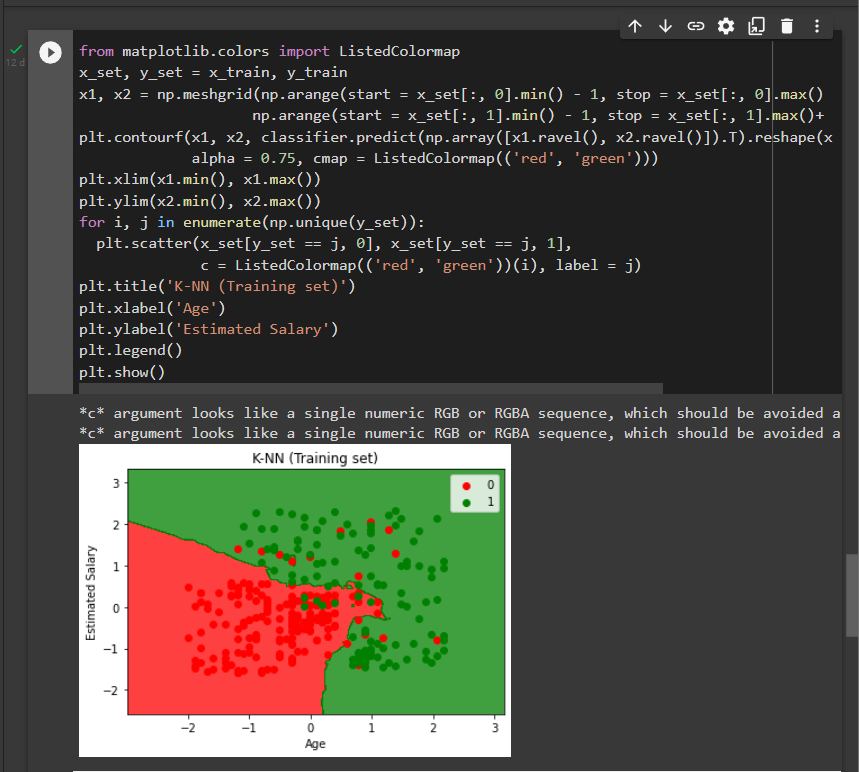 from matplotlib.colors import ListedColormap
12 d
x_set, y_set = x_train, y_train
x1, x2 = np.meshgrid(np.arange(start = x_set[:, 0].min() - 1, stop = x_set[:, 0].max()
np.arange(start = x_set[:, 1].min() - 1, stop = x_set[:, 1].max()+
plt.contourf(x1, x2, classifier.predict(np.array([x1.ravel(), x2.ravel()]).T).reshape(x
alpha = 0.75, cmap = ListedColormap(('red', 'green')))
plt.xlim(x1.min(), x1.max())
plt.ylim(x2.min(), x2.max())
for i, j in enumerate(np.unique(y_set)):
plt.scatter(x_set[y_set == j, 0], x_set[y_set == j, 1],
c = ListedColormap(('red', 'green'))(i), label = j)
plt.title('K-NN (Training set)')
plt.xlabel('Age')
plt.ylabel('Estimated Salary')
plt.legend()
plt.show()
*c* argument looks like a single numeric RGB or RGBA sequence, which should be avoided a
*c* argument looks like a single numeric RGB or RGBA sequence, which should be avoided a
K-NN (Training set)
0
1
3
2
1
0
−1
−2
Estimated Salary
−2 −1 0 1 2 3
Age